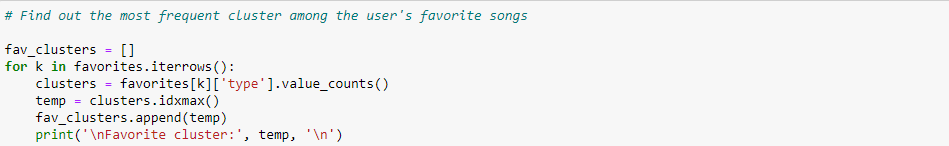 # Find out the most frequent cluster among the user's favorite songs
fav_clusters = []
for k in favorites.iterrows():
    clusters = favorites[k]['type'].value_counts()
    temp = clusters.idxmax()
    fav_clusters.append(temp)
    print('\nFavorite cluster:', temp, '\n')